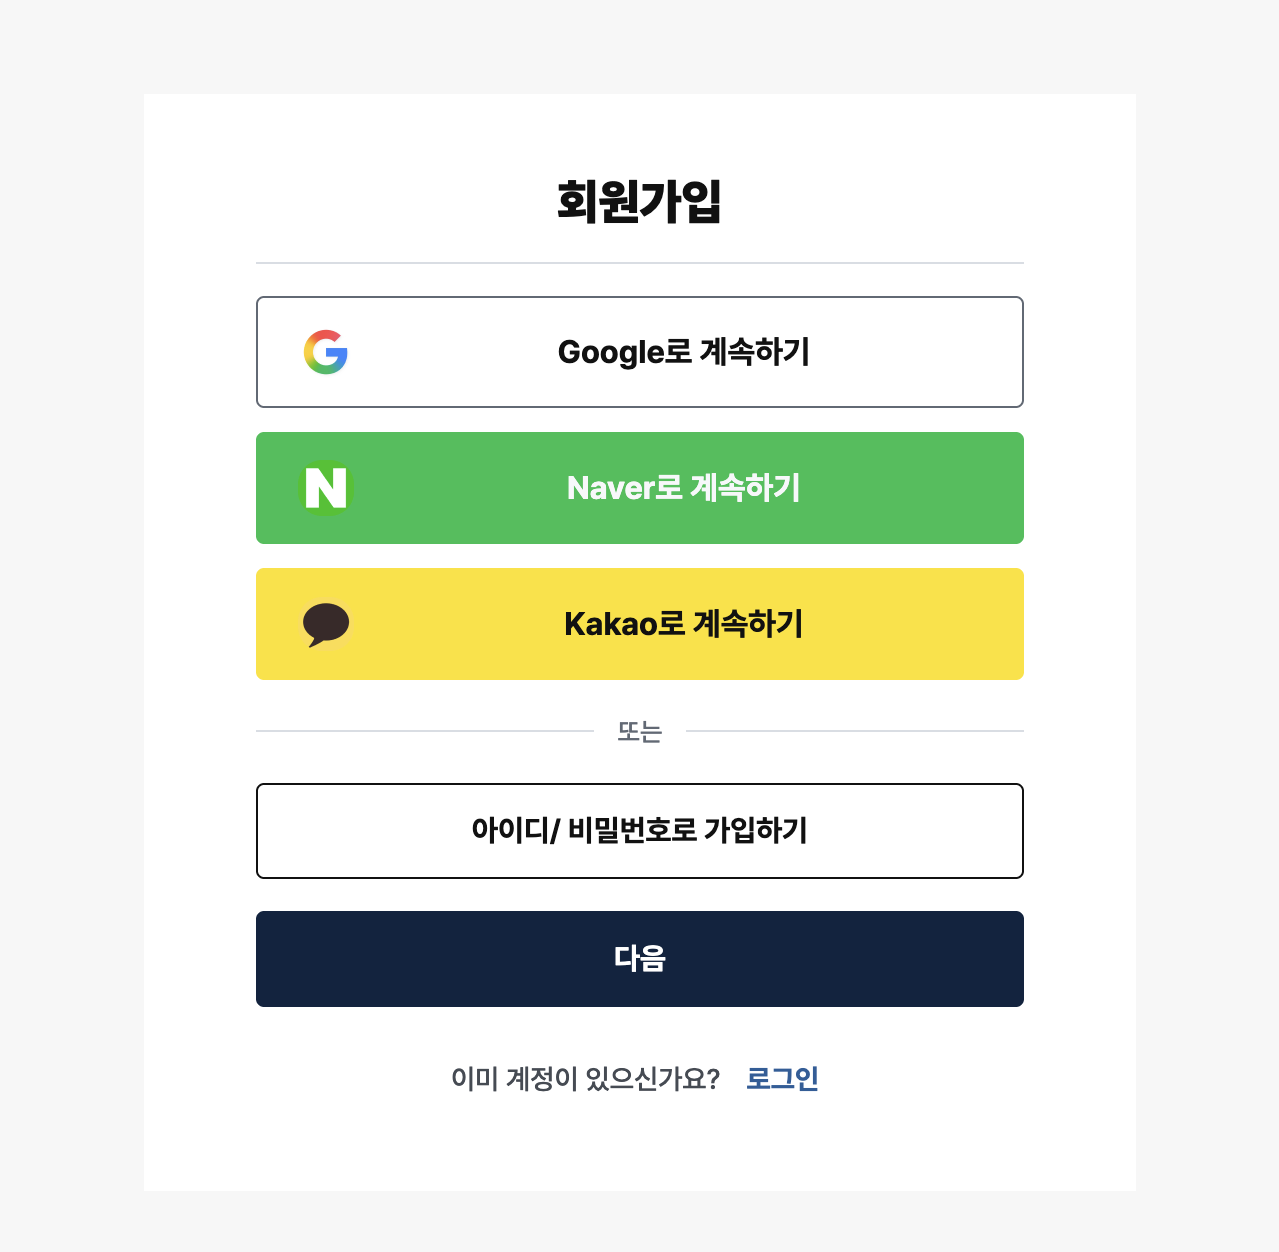 회원가입
Google로 계속하기
Naver로 계속하기
Kakao로 계속하기
또는
아이디/ 비밀번호로 가입하기
다음
이미 계정이 있으신가요? 로그인